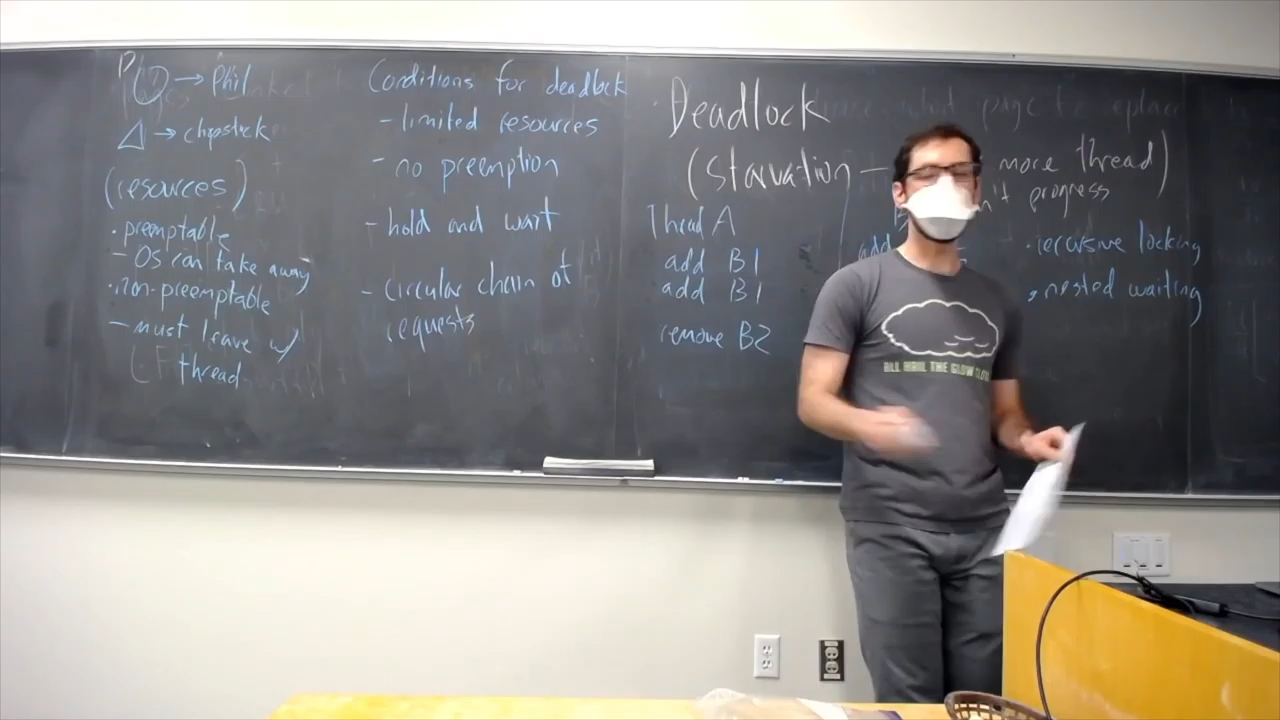 → Phil
△ → chopstick
(resources)
· preemptable
- OS can take away
· non-preemptable
- must leave w/
thread
Conditions for deadlock
- limited resources
- no preemption
- hold and wait
- circular chain of
requests
Deadlock
(Starvation - more thread)
n't progress
Thread A
add B1
add B1
remove B2
add
· recursive locking
· nested waiting
ALL HAIL THE GLOW CLO